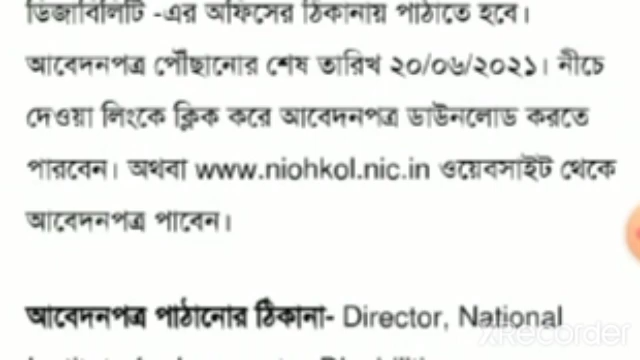 ডিজাবিলিটি -এর অফিসের ঠিকানায় পাঠাতে হবে।
আবেদনপত্র পৌঁছানোর শেষ তারিখ ২০/০৬/২০২১। নীচে
দেওয়া লিংকে ক্লিক করে আবেদনপত্র ডাউনলোড করতে
পারবেন। অথবা www.niohkol.nic.in ওয়েবসাইট থেকে
আবেদনপত্র পাবেন।
আবেদনপত্র পাঠানোর ঠিকানা- Director, National
XRecorder